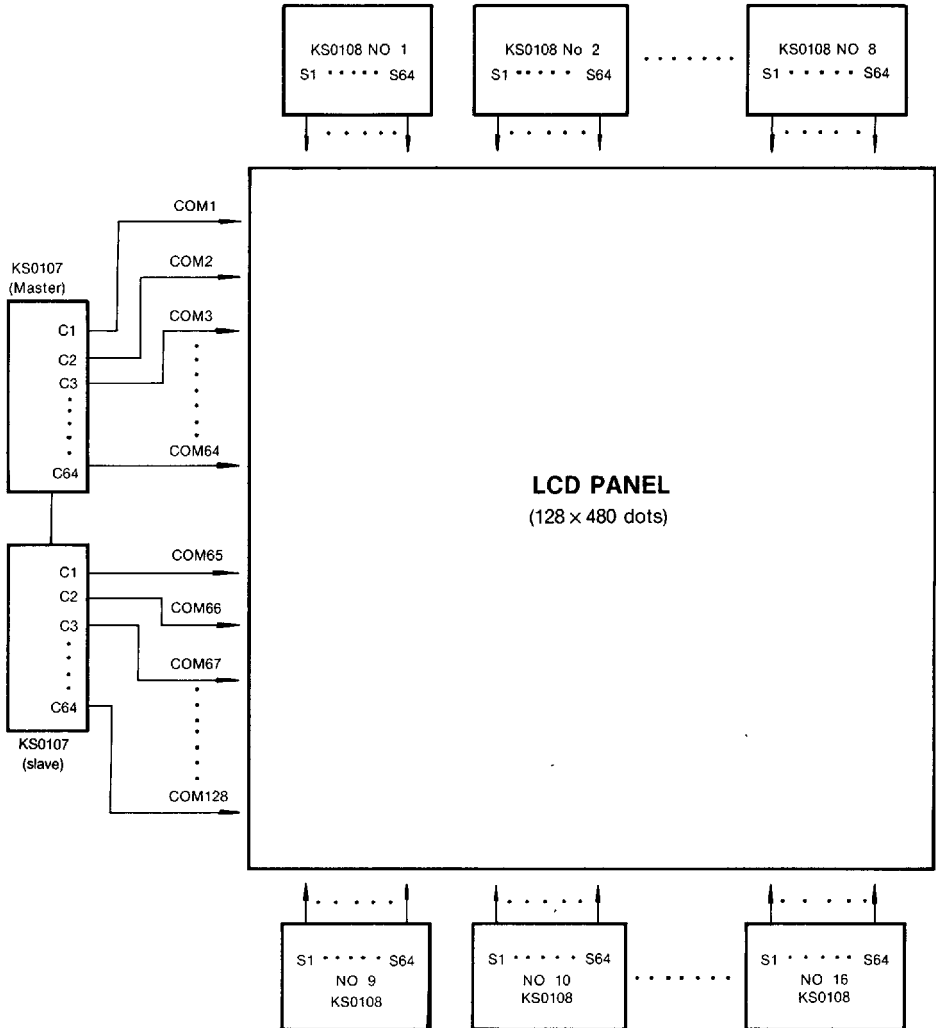 KS0108 NO 1
S1 ····· S64
KS0108 No 2
S1 ····· S64
KS0108 NO 8
S1 ····· S64
COM1
COM2
COM3
COM64
KS0107
(Master)
C1
C2
C3
C64
LCD PANEL
(128 × 480 dots)
COM65
COM66
COM67
COM128
C1
C2
C3
C64
KS0107
(slave)
S1 ····· S64
NO 9
KS0108
S1 ····· S64
NO 10
KS0108
S1 ····· S64
NO 16
KS0108